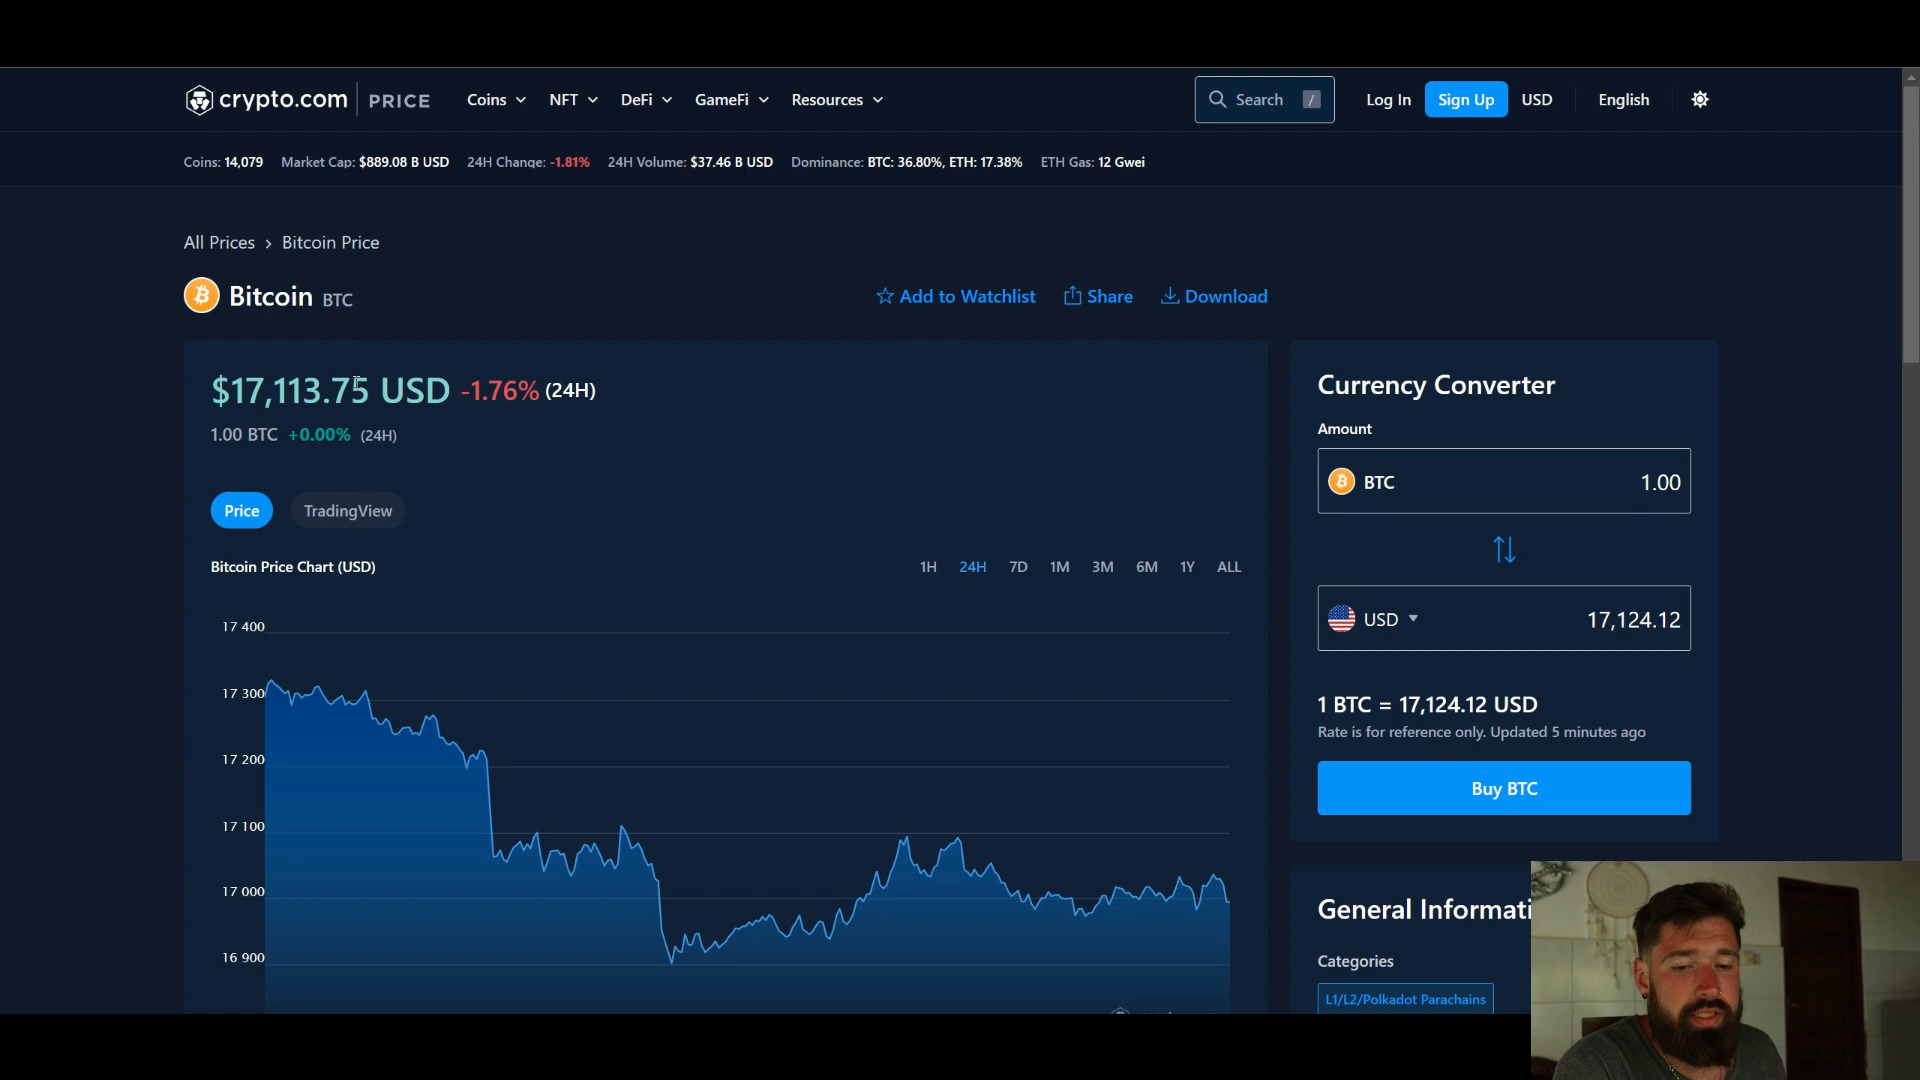 crypto.com | PRICE Coins NFT DeFi GameFi Resources Search / Log In Sign Up USD English
Coins: 14,079 Market Cap: $889.08 B USD 24H Change: -1.81% 24H Volume: $37.46 B USD Dominance: BTC: 36.80%, ETH: 17.38% ETH Gas: 12 Gwei
All Prices › Bitcoin Price
Bitcoin BTC Add to Watchlist Share Download
$17,113.75 USD -1.76% (24H)
1.00 BTC +0.00% (24H)
Price TradingView
Bitcoin Price Chart (USD) 1H 24H 7D 1M 3M 6M 1Y ALL
17 400
17 300
17 200
17 100
17 000
16 900
Currency Converter
Amount
BTC 1.00
USD 17,124.12
1 BTC = 17,124.12 USD
Rate is for reference only. Updated 5 minutes ago
Buy BTC
General Informati
Categories
L1/L2/Polkadot Parachains